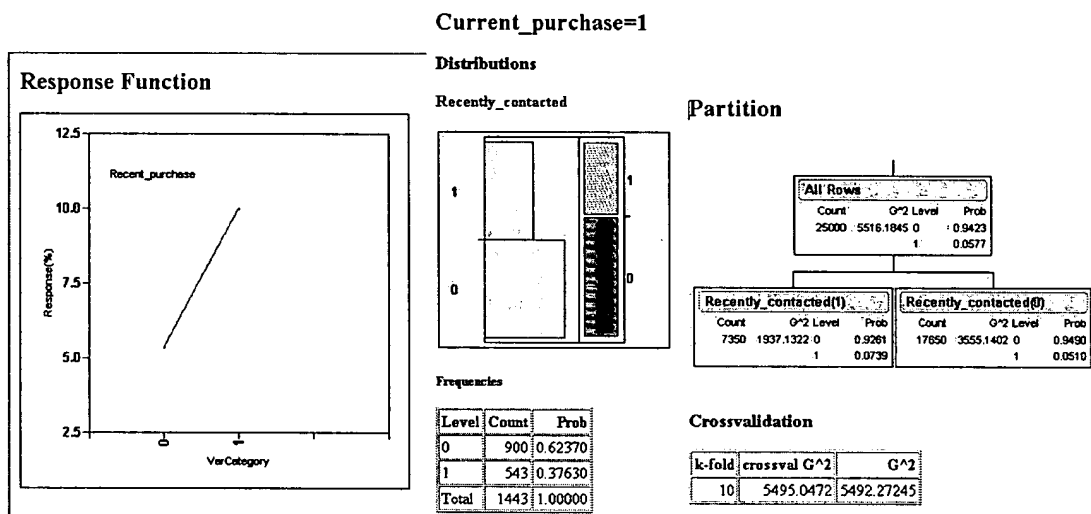 Response Function
12.5
10.0
7.5
5.0
2.5
Response(%)
Recent_purchase
0
1
VarCategory
Current_purchase=1
Distributions
Recently_contacted
1
0
1
0
Frequencies
Level Count Prob
0 900 0.62370
1 543 0.37630
Total 1443 1.00000
Partition
All Rows
Count G^2 Level Prob
25000 5516.1845 0 0.9423
1 0.0577
Recently_contacted(1)
Count G^2 Level Prob
7350 1937.1322 0 0.9261
1 0.0739
Recently_contacted(0)
Count G^2 Level Prob
17650 3555.1402 0 0.9490
1 0.0510
Crossvalidation
k-fold crossval G^2 G^2
10 5495.0472 5492.27245